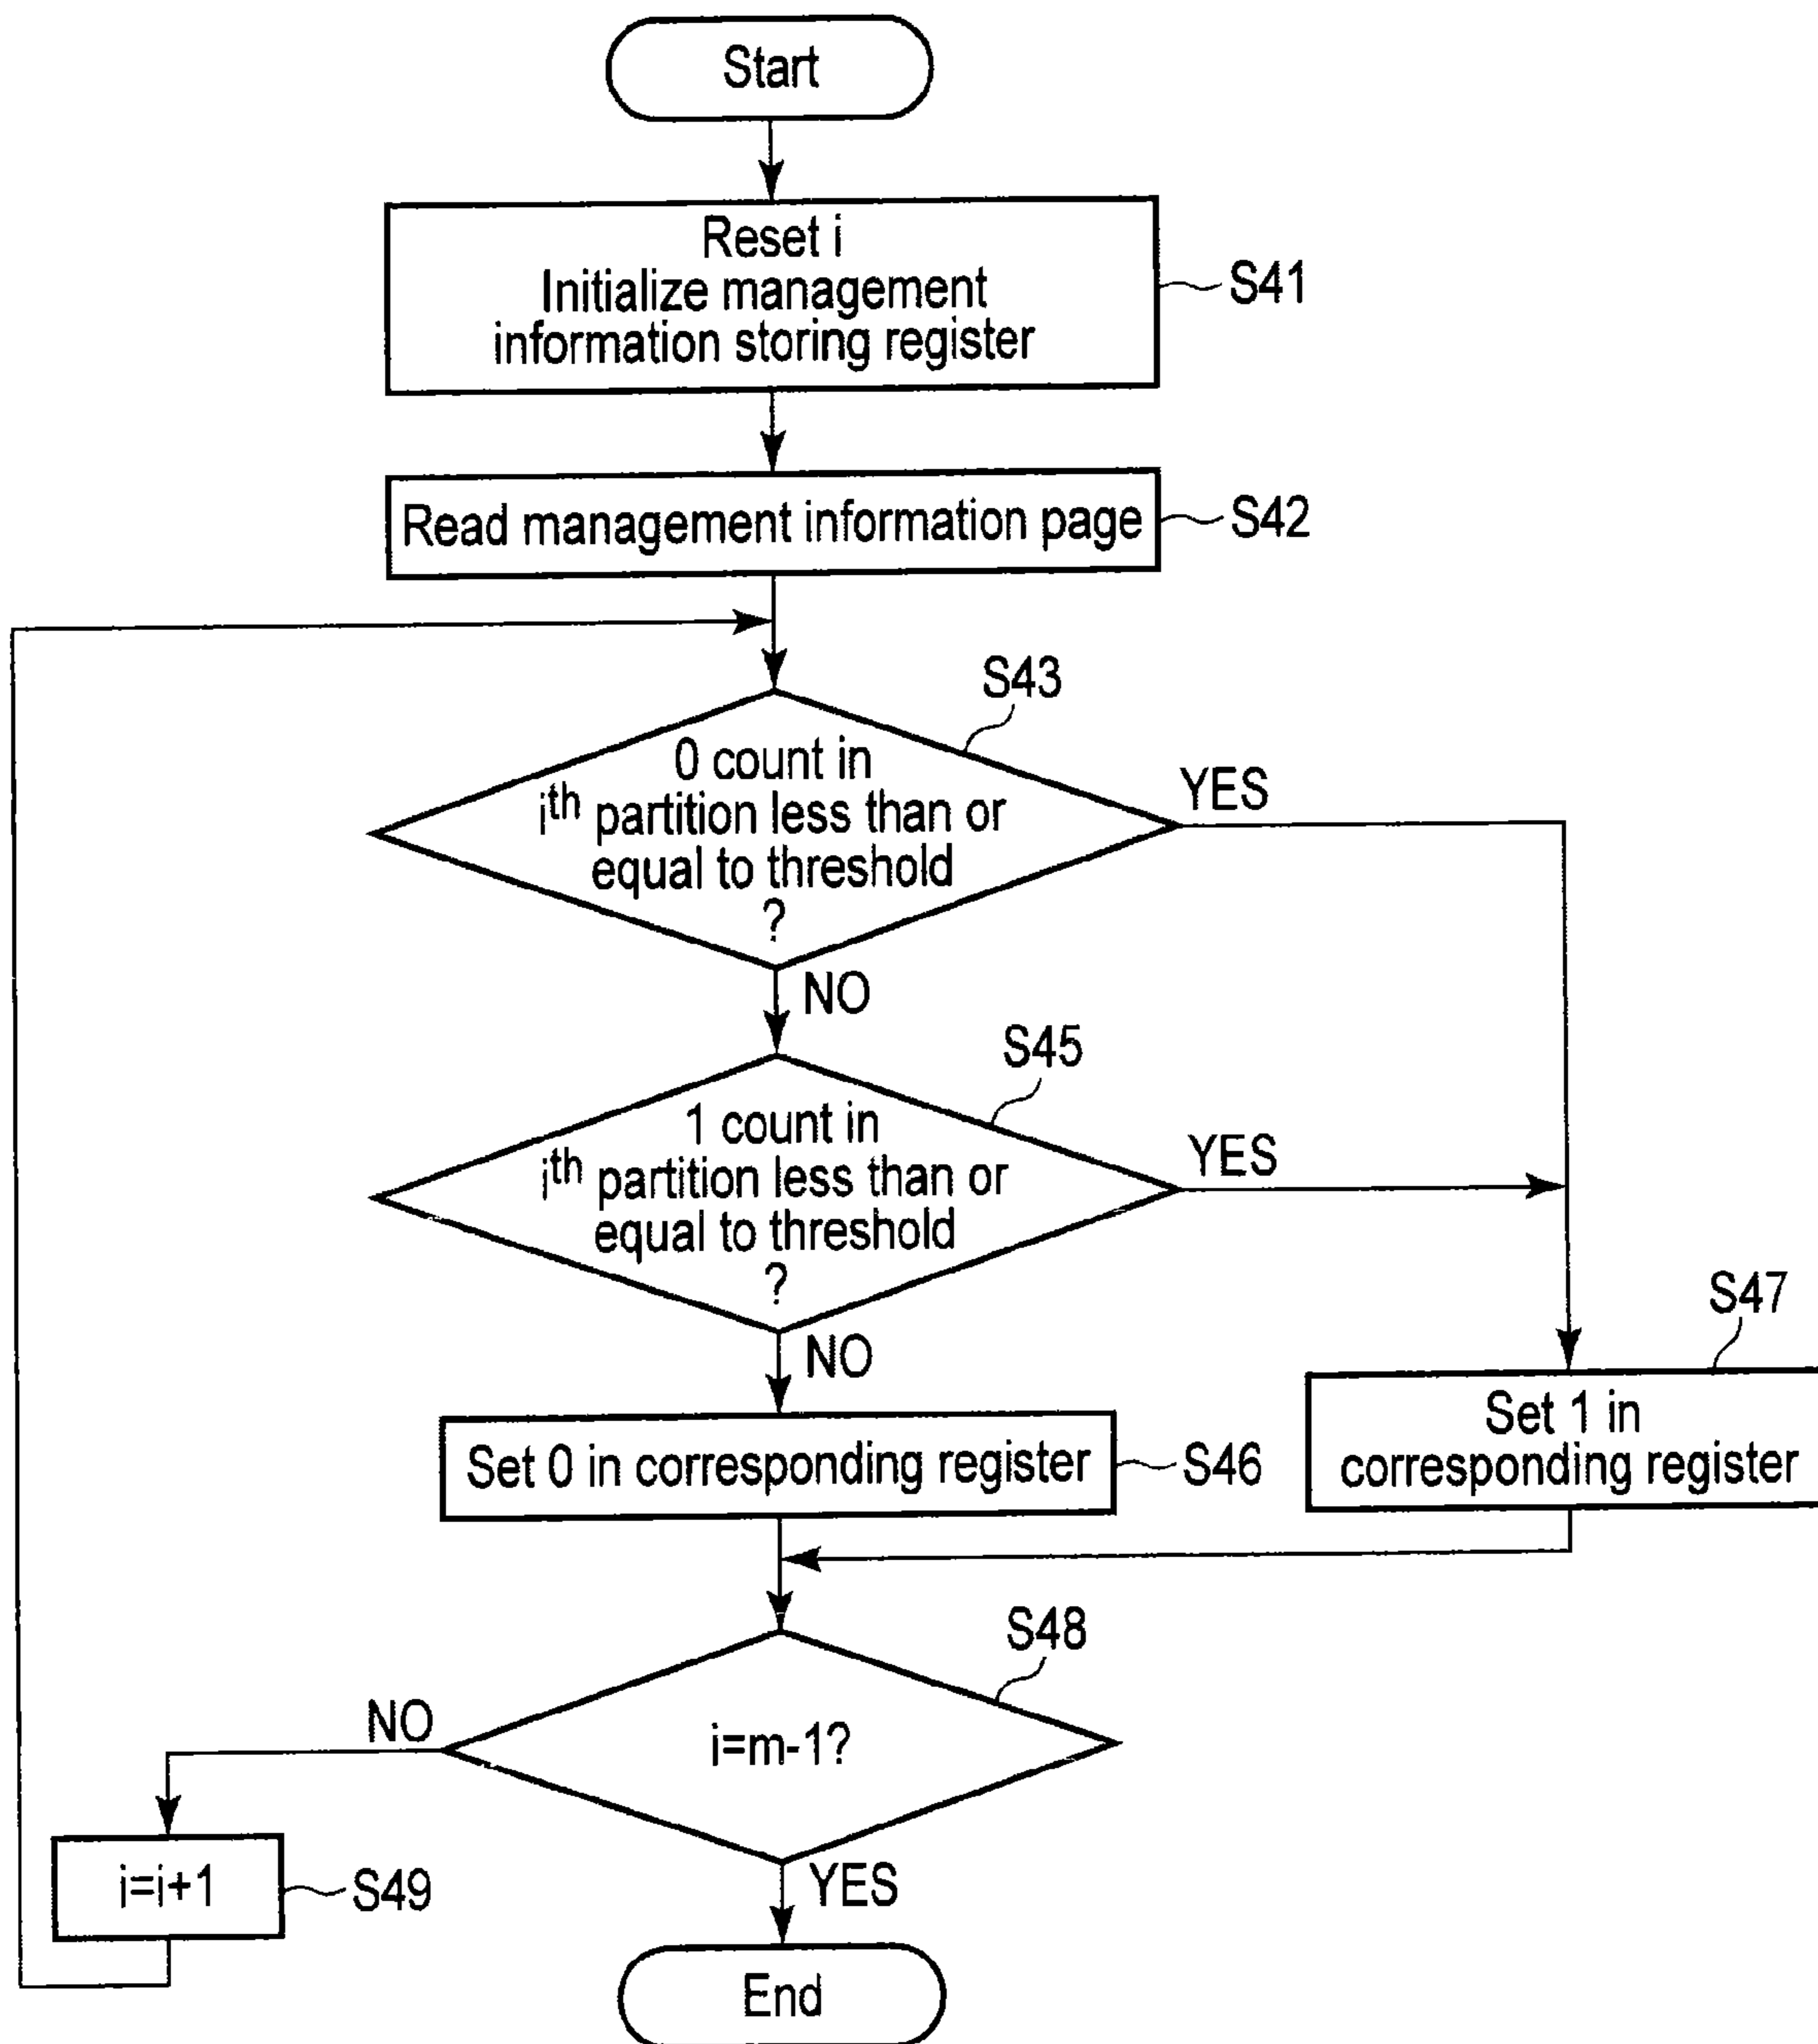 Start
Reset i
Initialize management
information storing register
S41
Read management information page
S42
S43
0 count in
ith partition less than or
equal to threshold
?
YES
NO
S45
1 count in
ith partition less than or
equal to threshold
?
YES
NO
S47
Set 1 in
corresponding register
Set 0 in corresponding register
S46
S48
i=m-1?
NO
i=i+1
S49
YES
End